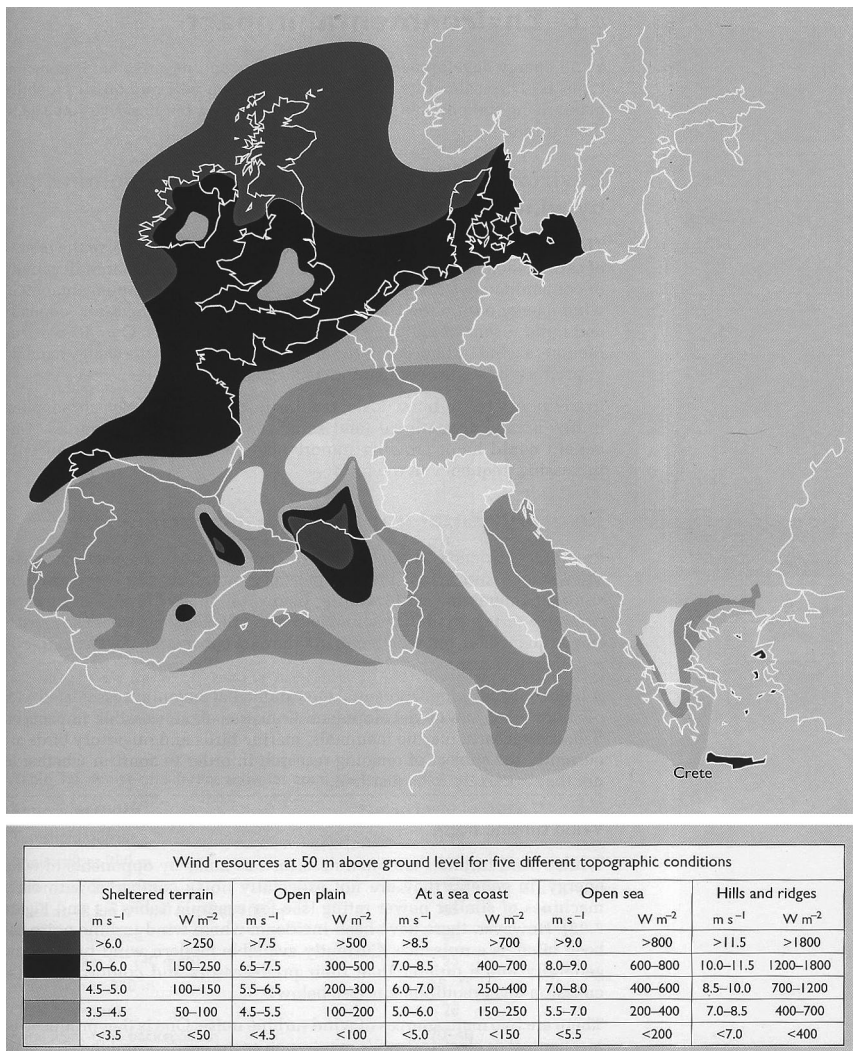 Crete
Wind resources at 50 m above ground level for five different topographic conditions
Sheltered terrain Open plain At a sea coast Open sea Hills and ridges
m s⁻¹ W m⁻² m s⁻¹ W m⁻² m s⁻¹ W m⁻² m s⁻¹ W m⁻² m s⁻¹ W m⁻²
>6.0 >250 >7.5 >500 >8.5 >700 >9.0 >800 >11.5 >1800
5.0–6.0 150–250 6.5–7.5 300–500 7.0–8.5 400–700 8.0–9.0 600–800 10.0–11.5 1200–1800
4.5–5.0 100–150 5.5–6.5 200–300 6.0–7.0 250–400 7.0–8.0 400–600 8.5–10.0 700–1200
3.5–4.5 50–100 4.5–5.5 100–200 5.0–6.0 150–250 5.5–7.0 200–400 7.0–8.5 400–700
<3.5 <50 <4.5 <100 <5.0 <150 <5.5 <200 <7.0 <400